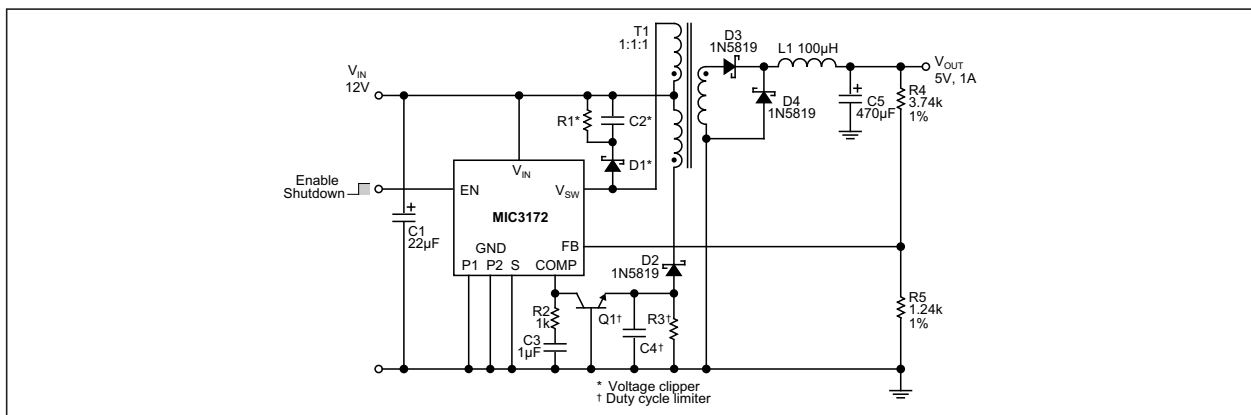 T1
1:1:1
D3
1N5819
L1 100µH
VOUT
5V, 1A
VIN
12V
R4
3.74k
1%
C5
470µF
D4
1N5819
R1*
C2*
D1*
VIN
Enable
Shutdown
EN
VSW
MIC3172
C1
22µF
GND
FB
P1 P2 S COMP
D2
1N5819
R2
1k
Q1†
R3†
C4†
C3
1µF
R5
1.24k
1%
* Voltage clipper
† Duty cycle limiter